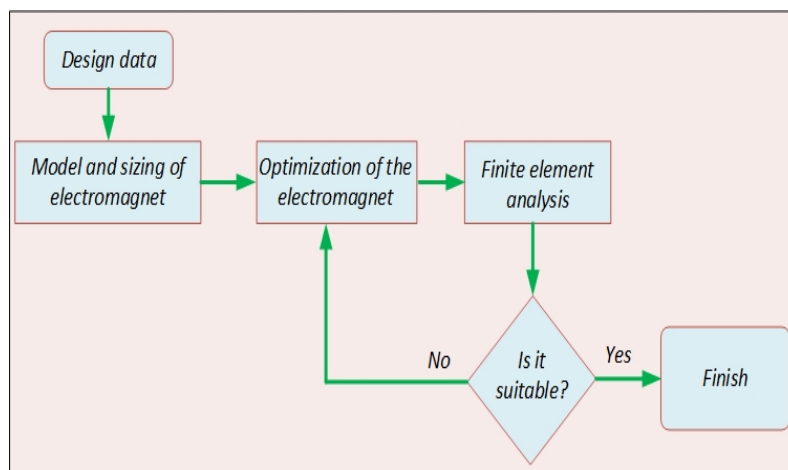 Design data
Model and sizing of
electromagnet
Optimization of the
electromagnet
Finite element
analysis
Is it
suitable?
No
Yes
Finish